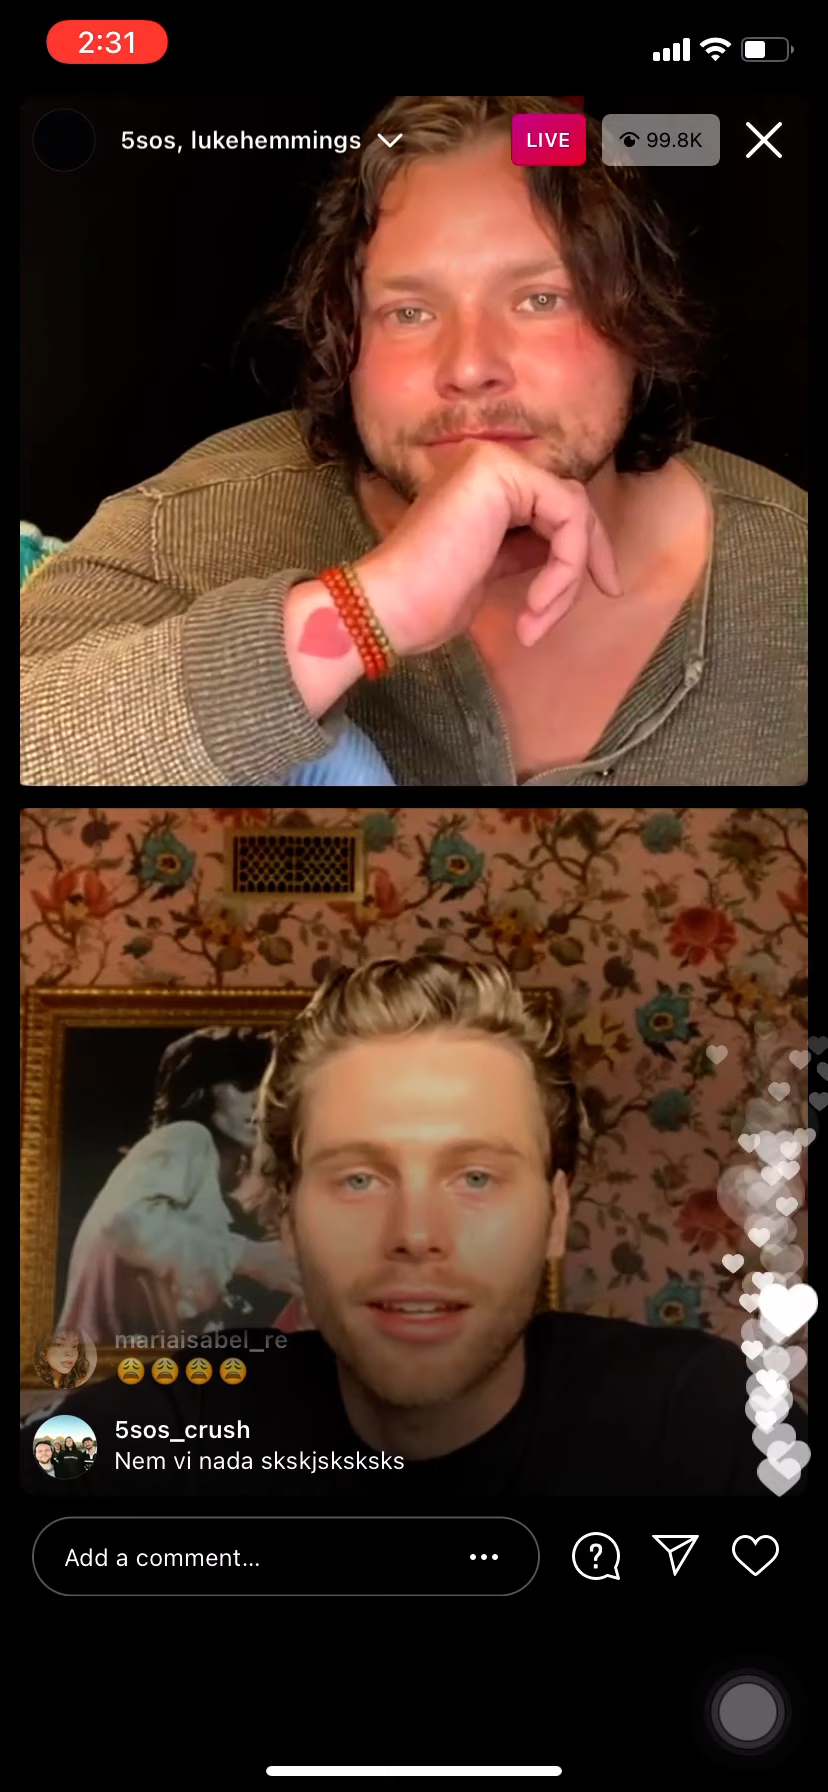 2:31
5sos, lukehemmings
LIVE
99.8K
mariaisabel_re
😩😩😩😩
5sos_crush
Nem vi nada skskjsksksks
Add a comment...